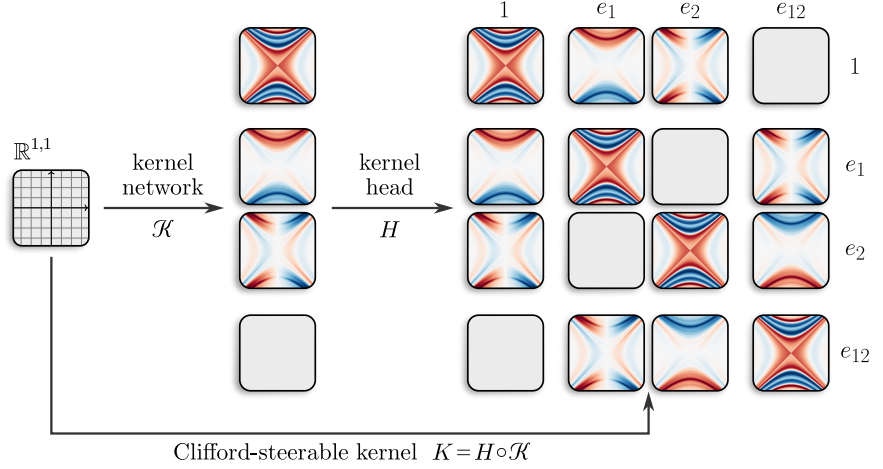 1 e₁ e₂ e₁₂
1
ℝ¹,¹
kernel
network
𝒦
kernel
head
H
e₁
e₂
e₁₂
Clifford-steerable kernel K = H∘𝒦